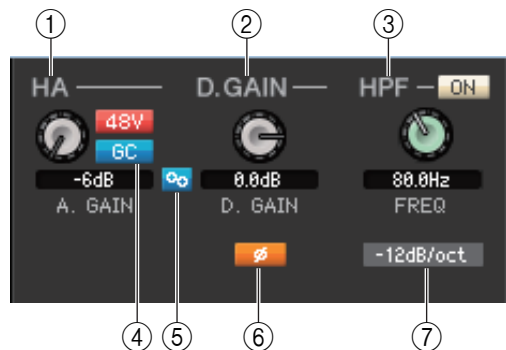 ① ② ③
HA D.GAIN HPF ON
48V
GC
-6dB 0.0dB 80.0Hz
A. GAIN D. GAIN FREQ
ø -12dB/oct
④ ⑤ ⑥ ⑦